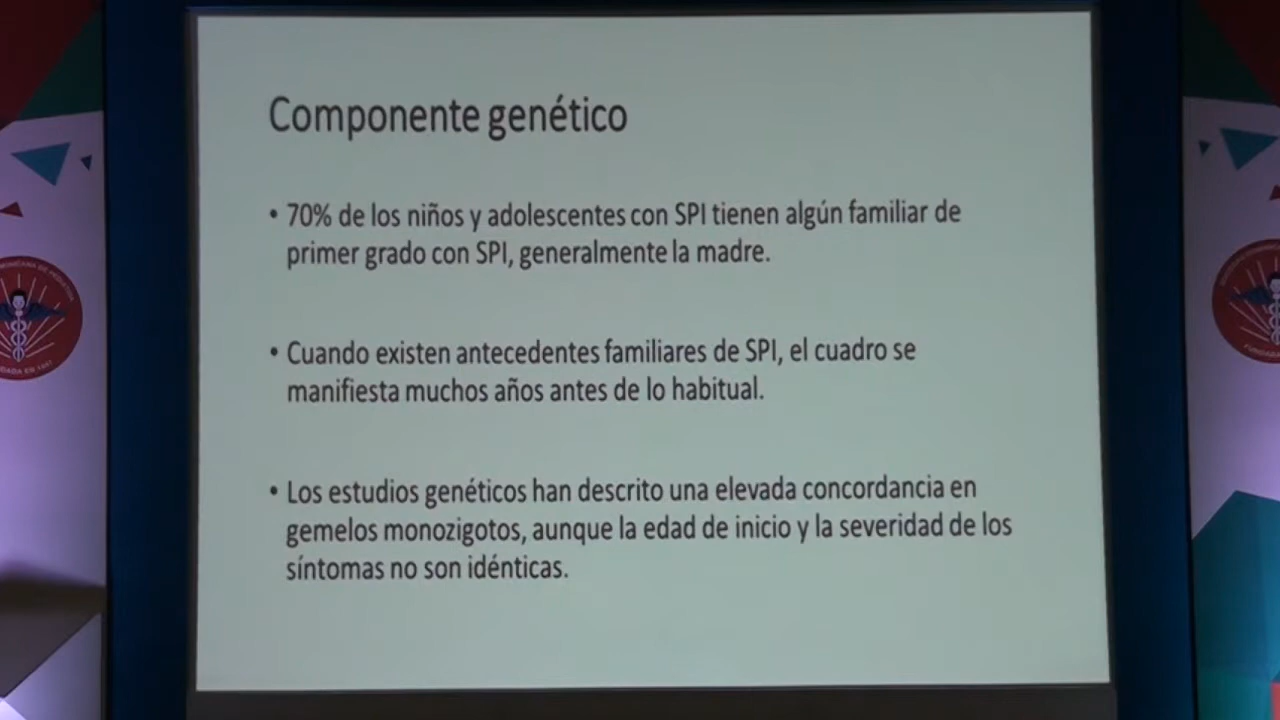 Componente genético
• 70% de los niños y adolescentes con SPI tienen algún familiar de
primer grado con SPI, generalmente la madre.
• Cuando existen antecedentes familiares de SPI, el cuadro se
manifiesta muchos años antes de lo habitual.
• Los estudios genéticos han descrito una elevada concordancia en
gemelos monozigotos, aunque la edad de inicio y la severidad de los
síntomas no son idénticas.